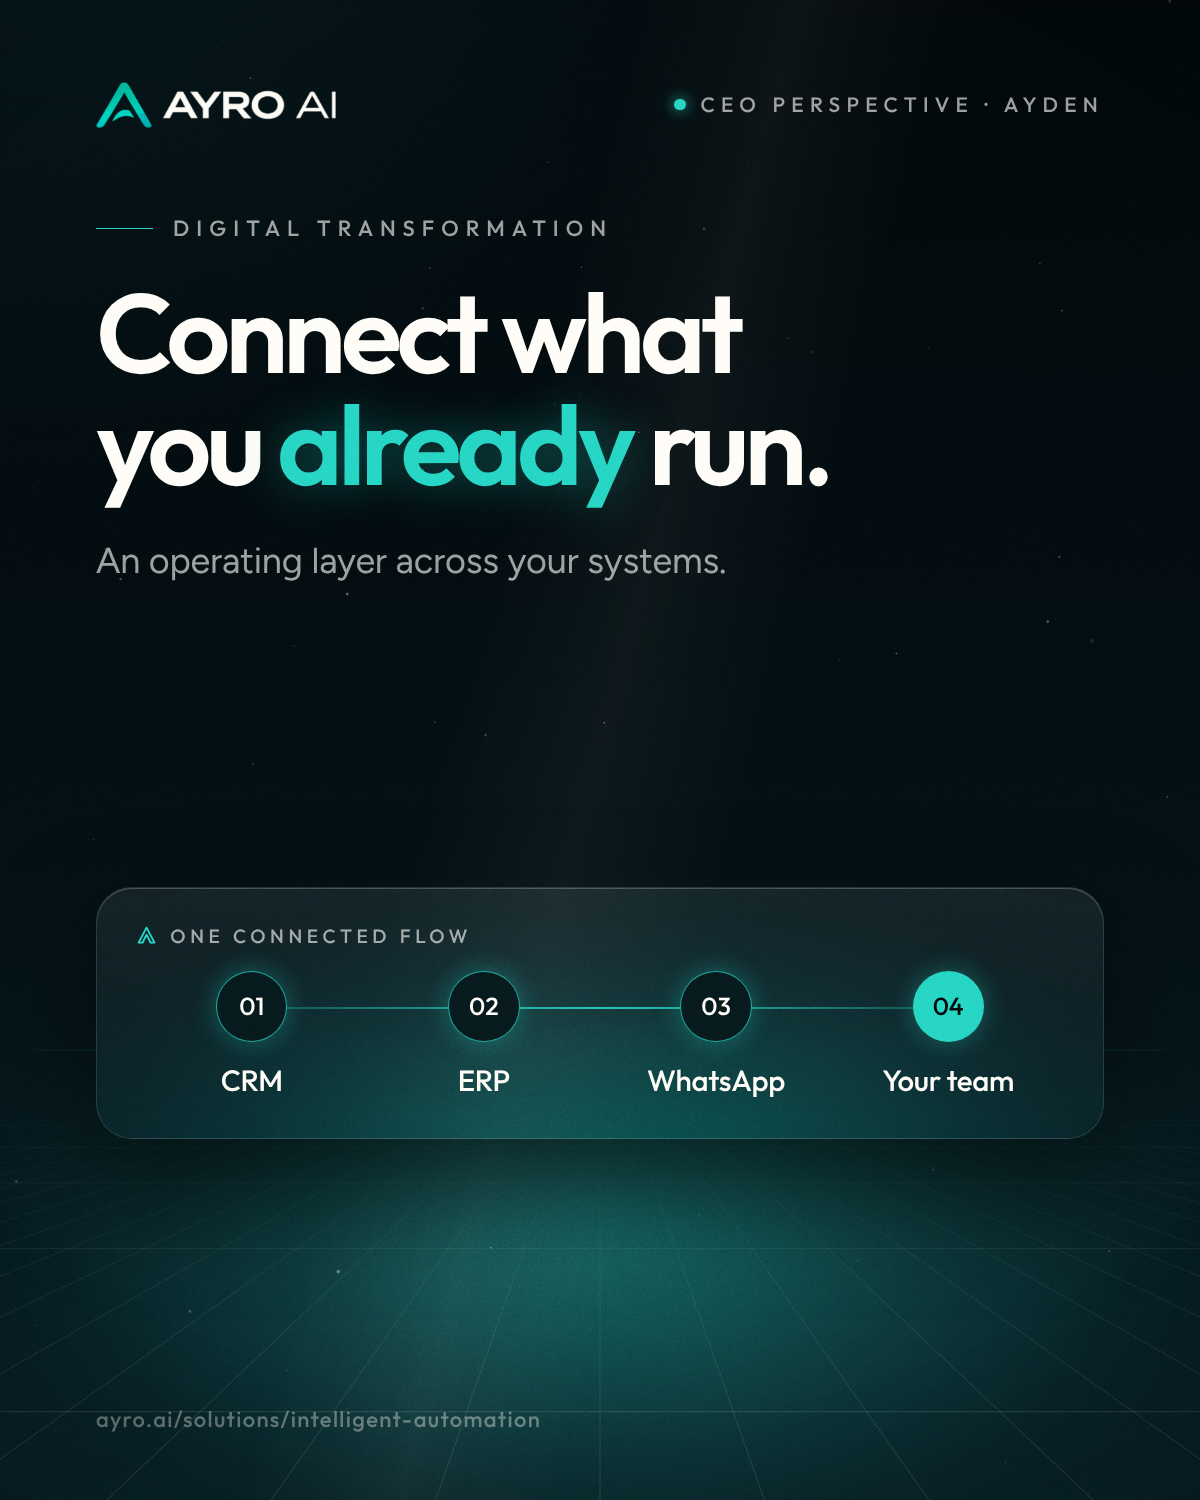 AYRO AI
CEO PERSPECTIVE · AYDEN
DIGITAL TRANSFORMATION
Connect what
you already run.
An operating layer across your systems.
ONE CONNECTED FLOW
01 02 03 04
CRM ERP WhatsApp Your team
ayro.ai/solutions/intelligent-automation